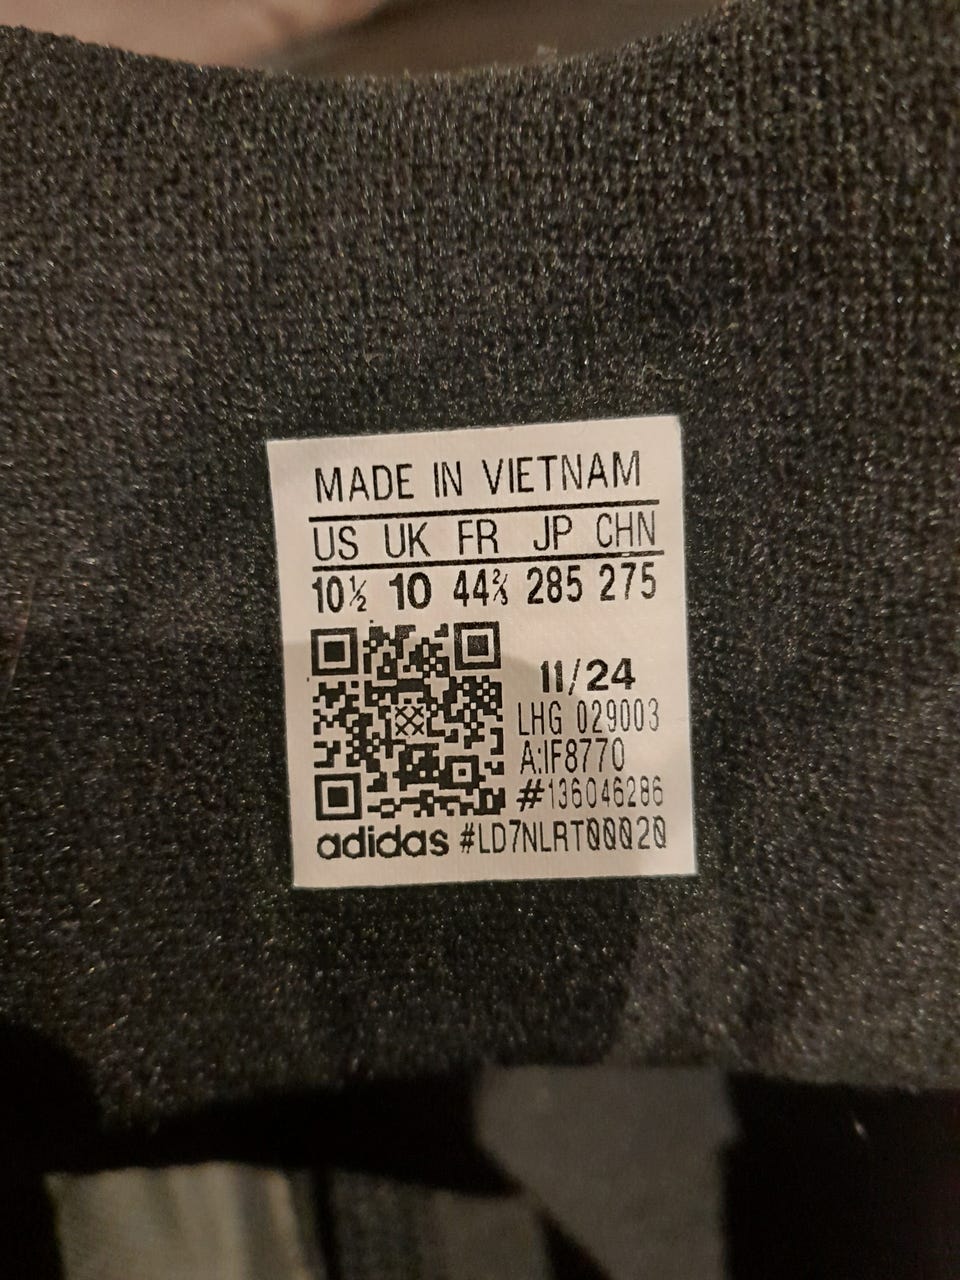 MADE IN VIETNAM
US UK FR JP CHN
10½ 10 44⅔ 285 275
11/24
LHG 029003
A:IF8770
#136046286
adidas #LD7NLRT00020